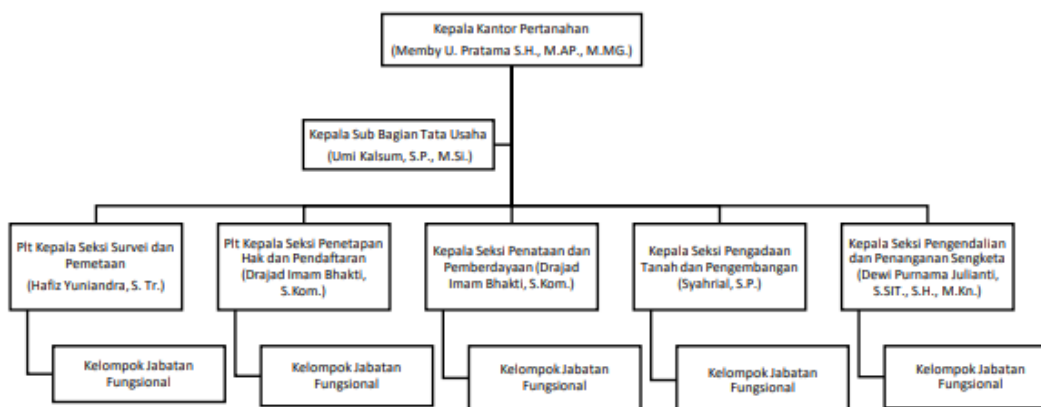 Kepala Kantor Pertanahan
(Memby U. Pratama S.H., M.AP., M.MG.)
Kepala Sub Bagian Tata Usaha
(Umi Kalsum, S.P., M.Si.)
Plt Kepala Seksi Survei dan
Pemetaan
(Hafiz Yuniandra, S. Tr.)
Plt Kepala Seksi Penetapan
Hak dan Pendaftaran
(Drajad Imam Bhakti,
S.Kom.)
Kepala Seksi Penataan dan
Pemberdayaan (Drajad
Imam Bhakti, S.Kom.)
Kepala Seksi Pengadaan
Tanah dan Pengembangan
(Syahrial, S.P.)
Kepala Seksi Pengendalian
dan Penanganan Sengketa
(Dewi Purnama Julianti,
S.SIT., S.H., M.Kn.)
Kelompok Jabatan
Fungsional
Kelompok Jabatan
Fungsional
Kelompok Jabatan
Fungsional
Kelompok Jabatan
Fungsional
Kelompok Jabatan
Fungsional